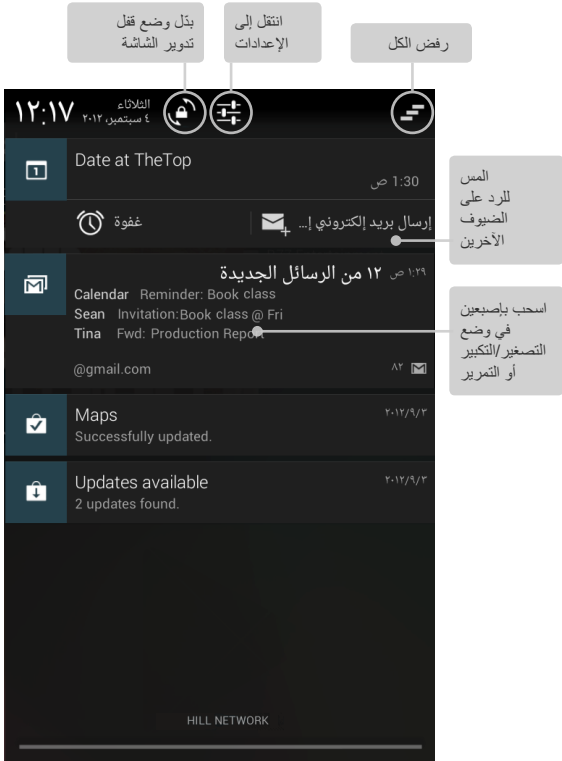 بدّل وضع قفل
تدوير الشاشة
انتقل إلى
الإعدادات
رفض الكل
١٢:١٧
الثلاثاء
٤ سبتمبر، ٢٠١٢
Date at TheTop
1:30 ص
المس
للرد على
الضيوف
الآخرين
غفوة
إرسال بريد إلكتروني إ...
١٢ من الرسائل الجديدة
١:٢٩ ص
Calendar Reminder: Book class
Sean Invitation:Book class @ Fri
Tina Fwd: Production Report
اسحب بإصبعين
في وضع
التصغير/التكبير
أو التمرير
@gmail.com
٨٢
Maps
٢٠١٢/٩/٣
Successfully updated.
Updates available
٢٠١٢/٩/٣
2 updates found.
HILL NETWORK